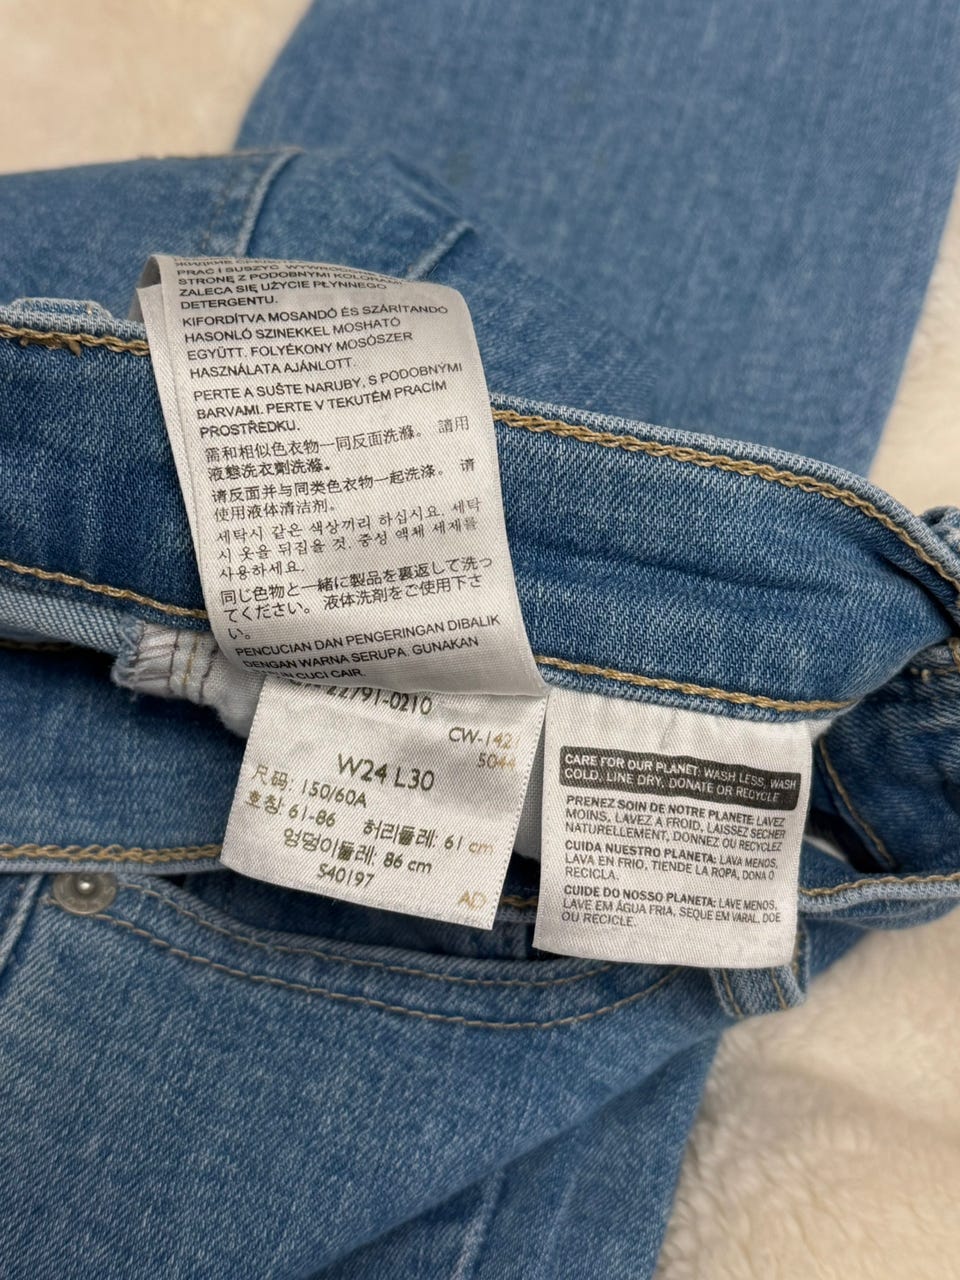 PRAĆ I SUSZYĆ
STRONĘ Z PODOBNYMI KOLORAMI
ZALECA SIĘ UŻYCIE PŁYNNEGO
DETERGENTU.
KIFORDÍTVA MOSANDÓ ÉS SZÁRÍTANDO
HASONLÓ SZINEKKEL MOSHATÓ
EGYÜTT. FOLYÉKONY MOSÓSZER
HASZNÁLATA AJÁNLOTT.
PERTE A SUŠTE NARUBY, S PODOBNÝMI
BARVAMI. PERTE V TEKUTÉM PRACÍM
PROSTŘEDKU.
需和相似色衣物一同反面洗滌。 請用
液態洗衣劑洗滌。
请反面并与同类色衣物一起洗涤。 请
使用液体清洁剂。
세탁시 같은 색상끼리 하십시요. 세탁
시 옷을 뒤집을 것. 중성 액체 세제를
사용하세요.
同じ色物と一緒に製品を裏返して洗っ
てください。 液体洗剤をご使用下さ
い。
PENCUCIAN DAN PENGERINGAN DIBALIK
DENGAN WARNA SERUPA. GUNAKAN
CUCI CAIR.
22791-0210
CW-1421
5044
W24 L30
尺码: 150/60A
호칭: 61-86 허리둘레: 61 cm
엉덩이둘레: 86 cm
S40197
AD
CARE FOR OUR PLANET: WASH LESS, WASH
COLD, LINE DRY, DONATE OR RECYCLE
PRENEZ SOIN DE NOTRE PLANETE: LAVEZ
MOINS, LAVEZ A FROID, LAISSEZ SECHER
NATURELLEMENT, DONNEZ OU RECYCLEZ
CUIDA NUESTRO PLANETA: LAVA MENOS,
LAVA EN FRIO, TIENDE LA ROPA, DONA O
RECICLA.
CUIDE DO NOSSO PLANETA: LAVE MENOS,
LAVE EM ÁGUA FRIA, SEQUE EM VARAL, DOE
OU RECICLE.